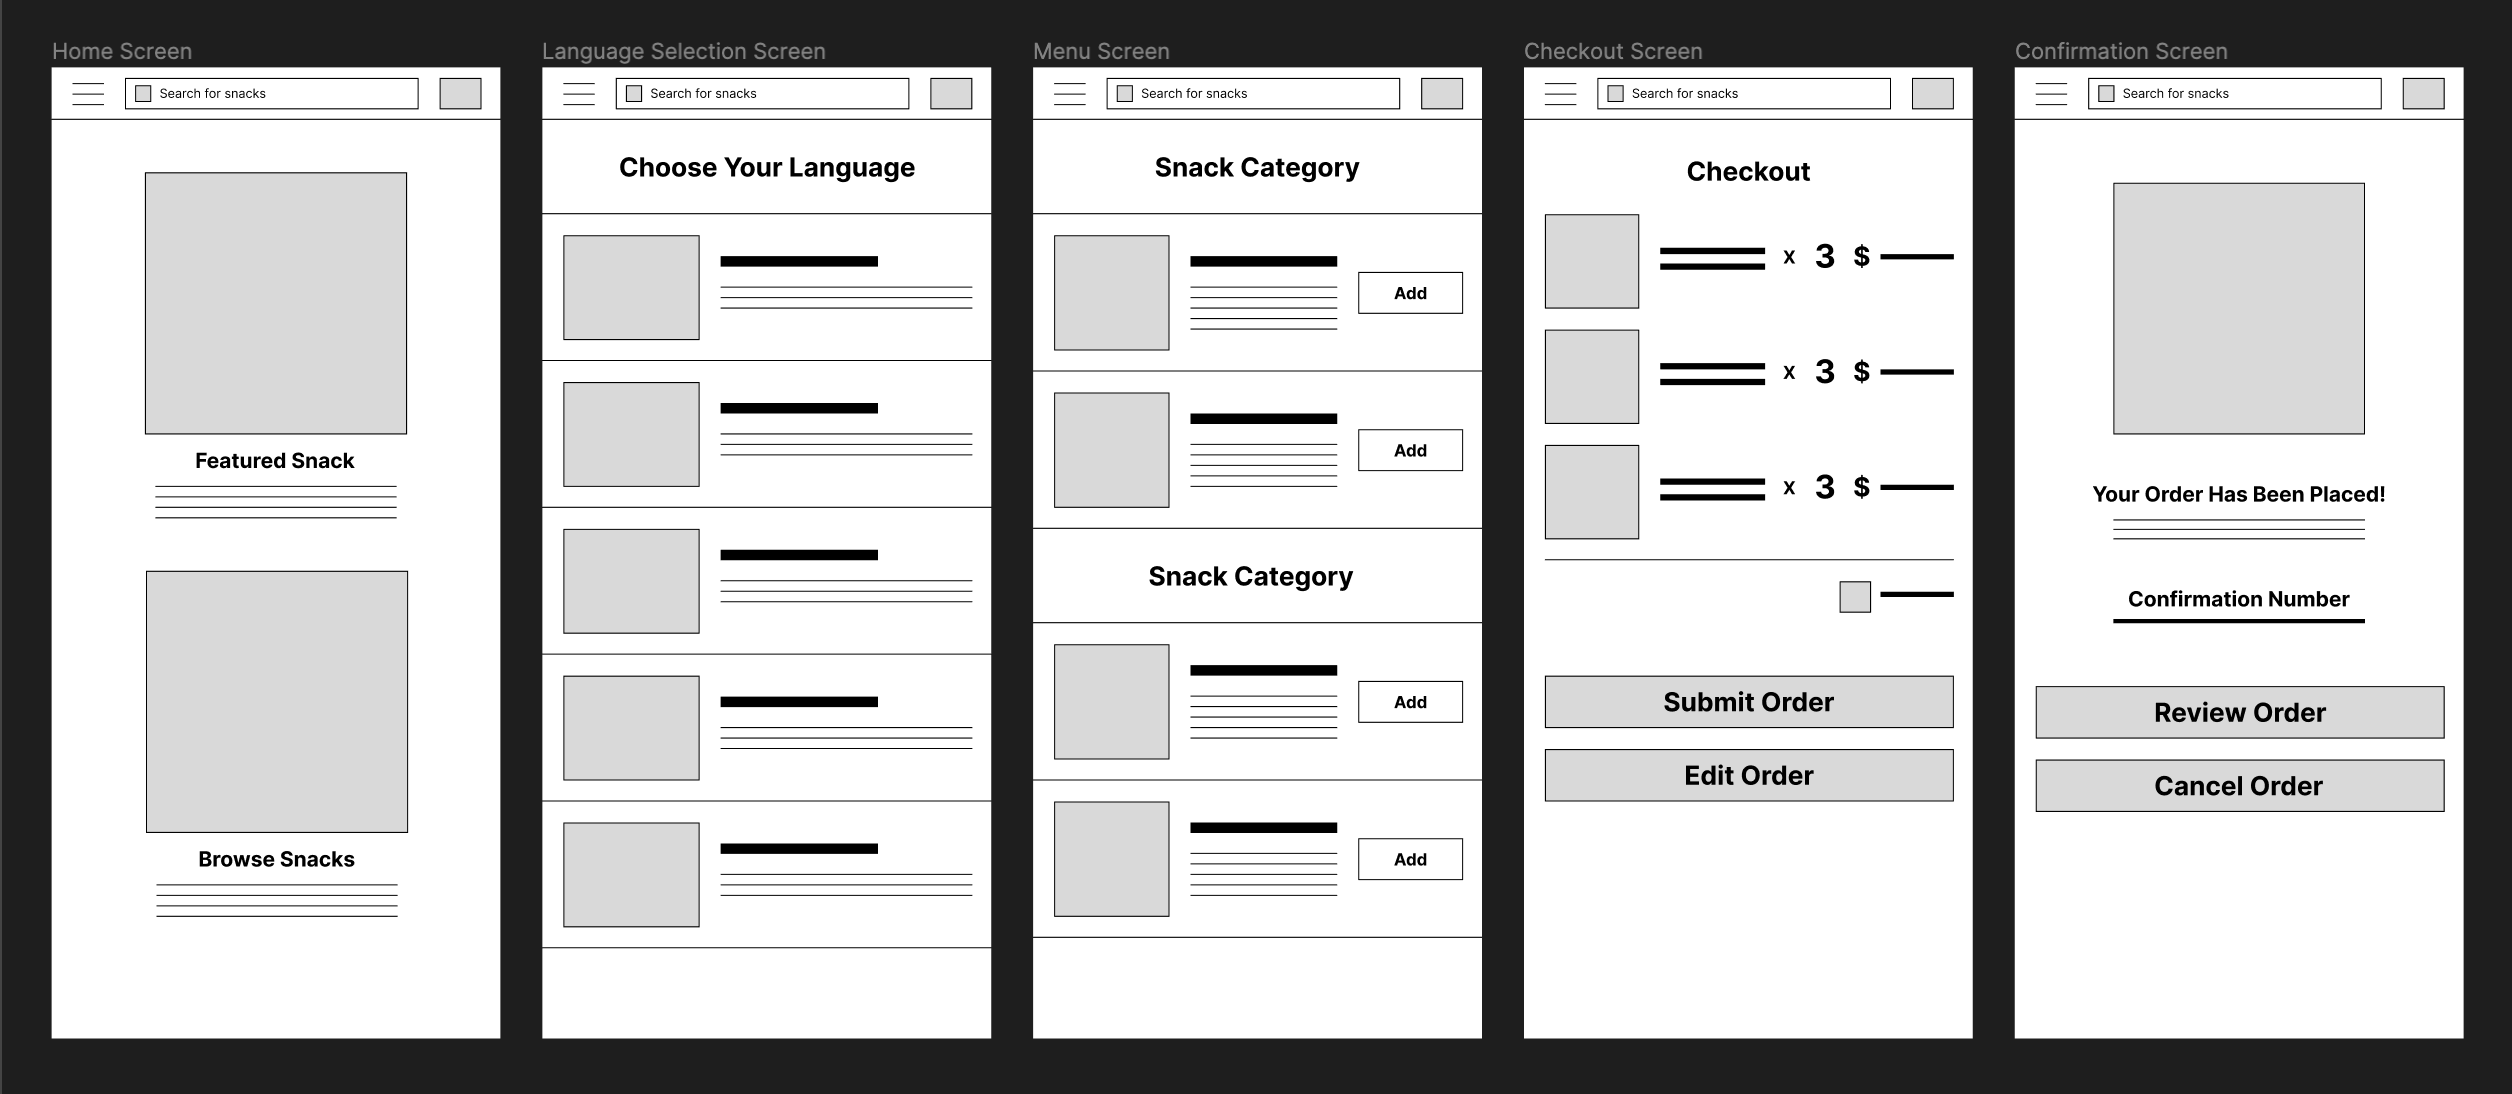 Home Screen
Search for snacks
Featured Snack
Browse Snacks
Language Selection Screen
Search for snacks
Choose Your Language
Menu Screen
Search for snacks
Snack Category
Add
Add
Snack Category
Add
Add
Checkout Screen
Search for snacks
Checkout
x 3 $
x 3 $
x 3 $
Submit Order
Edit Order
Confirmation Screen
Search for snacks
Your Order Has Been Placed!
Confirmation Number
Review Order
Cancel Order